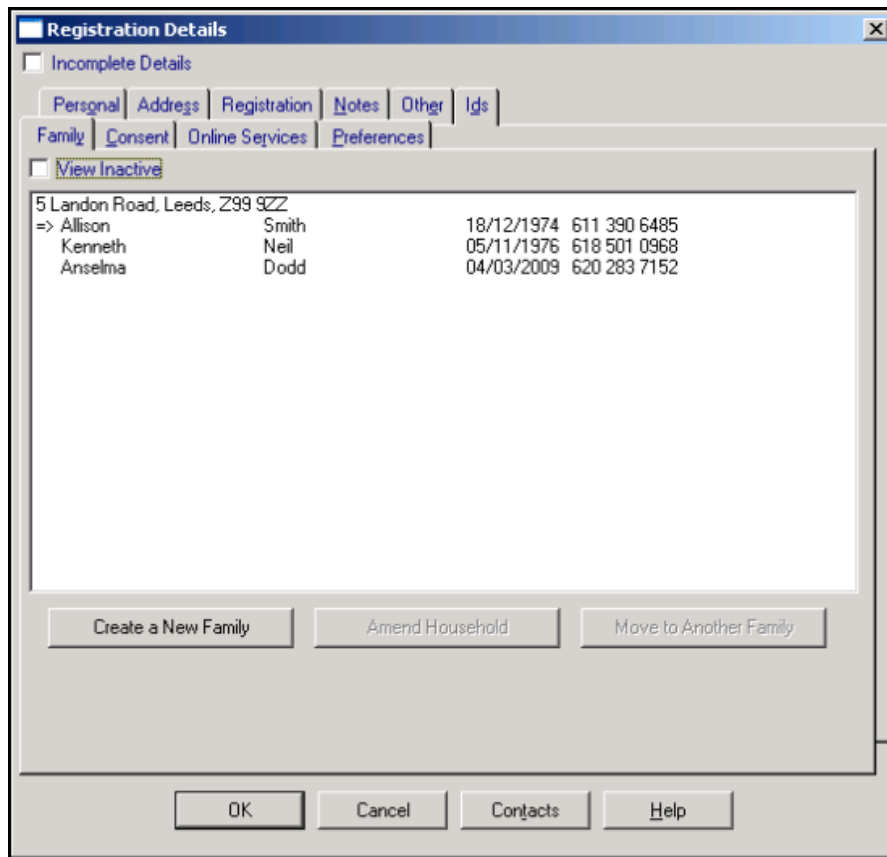 Registration Details
Incomplete Details
Personal Address Registration Notes Other Ids
Family Consent Online Services Preferences
View Inactive
5 Landon Road, Leeds, Z99 9ZZ
=> Allison Smith 18/12/1974 611 390 6485
Kenneth Neil 05/11/1976 618 501 0968
Anselma Dodd 04/03/2009 620 283 7152
Create a New Family Amend Household Move to Another Family
OK Cancel Contacts Help